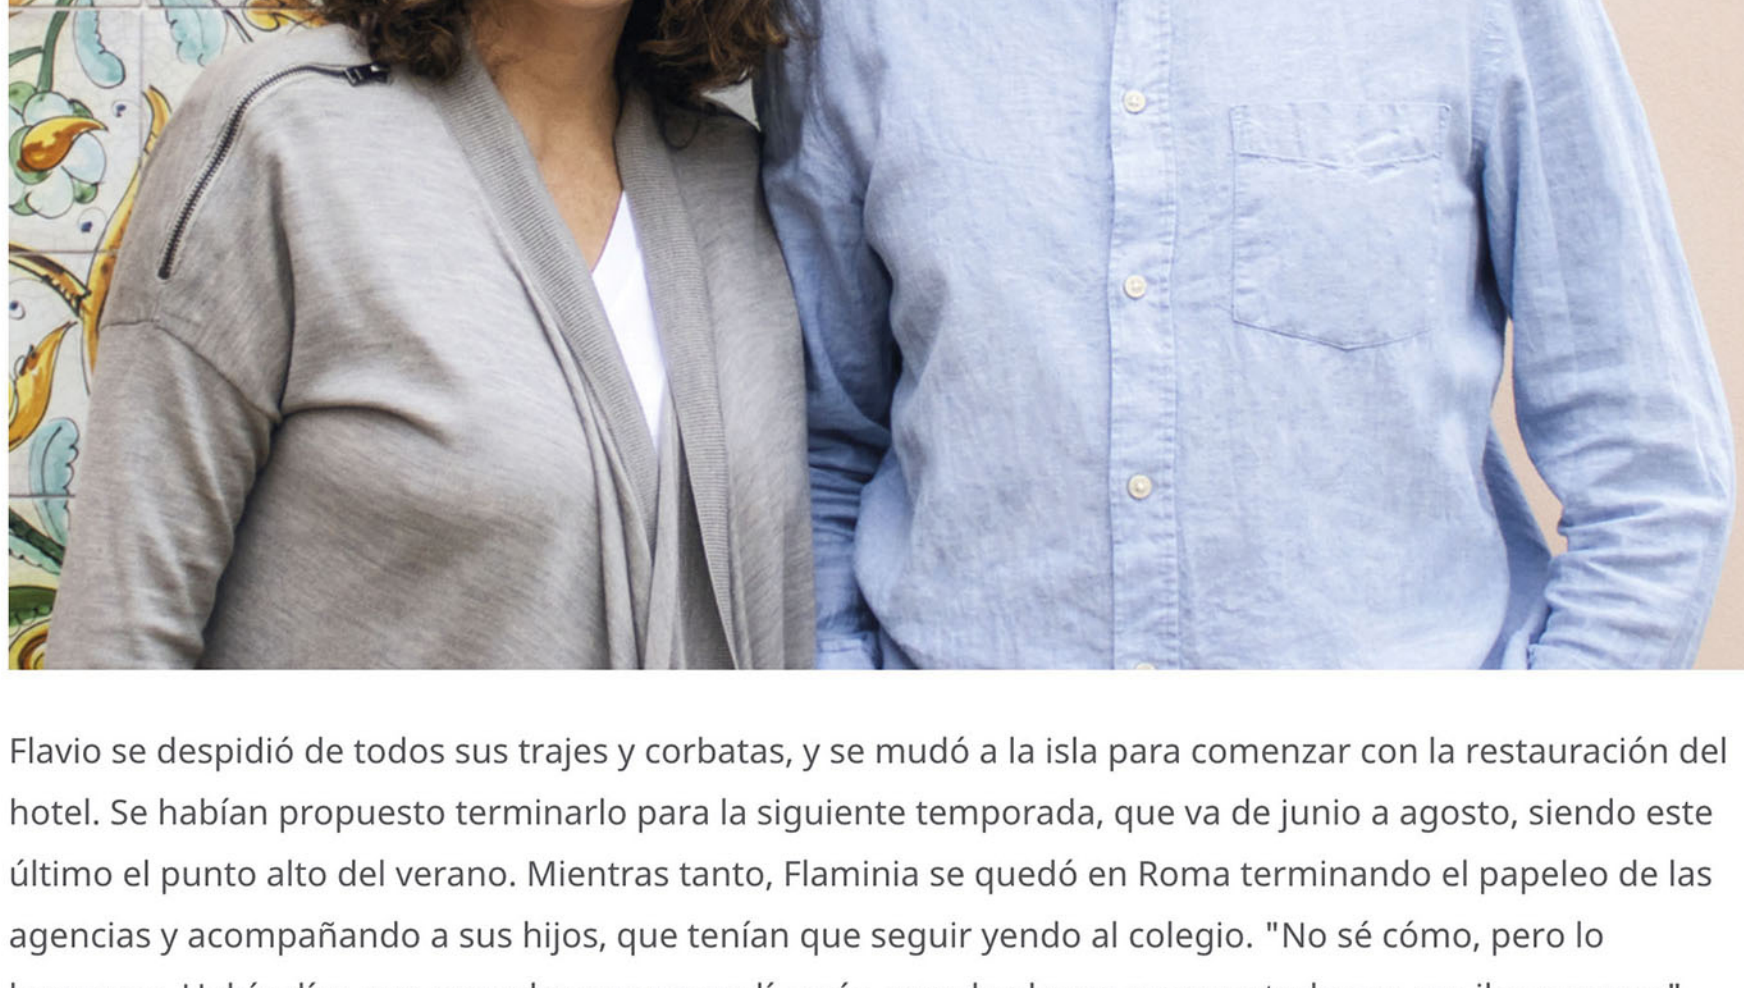 Flavio se despidió de todos sus trajes y corbatas, y se mudó a la isla para comenzar con la restauración del
hotel. Se habían propuesto terminarlo para la siguiente temporada, que va de junio a agosto, siendo este
último el punto alto del verano. Mientras tanto, Flaminia se quedó en Roma terminando el papeleo de las
agencias y acompañando a sus hijos, que tenían que seguir yendo al colegio. "No sé cómo, pero lo